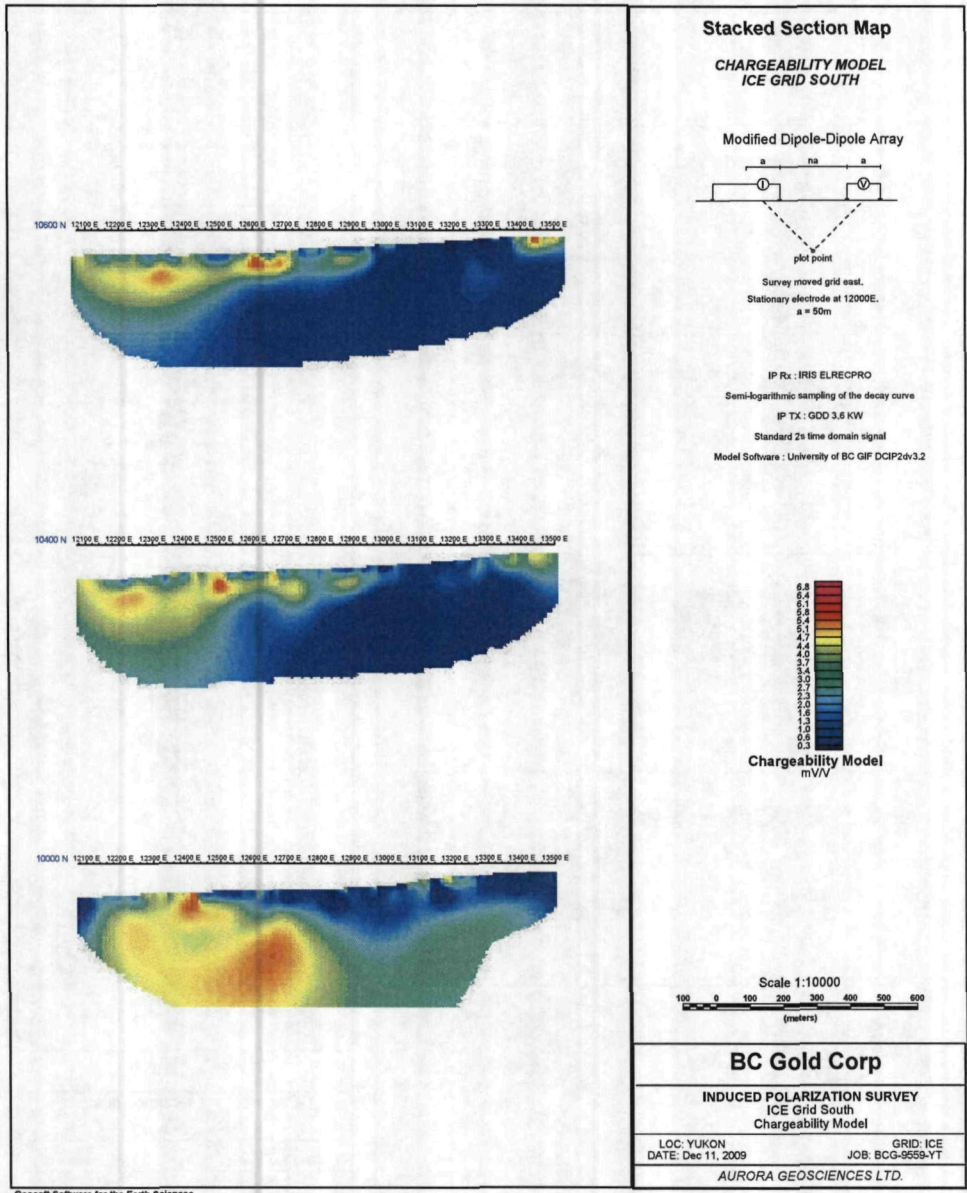 Stacked Section Map
CHARGEABILITY MODEL
ICE GRID SOUTH
Modified Dipole-Dipole Array
a na a
I V
plot point
Survey moved grid east.
Stationary electrode at 12000E.
a = 50m
IP Rx : IRIS ELRECPRO
Semi-logarithmic sampling of the decay curve
IP TX : GDD 3.6 KW
Standard 2s time domain signal
Model Software : University of BC GIF DCIP2dv3.2
10600 N 12100 E 12200 E 12300 E 12400 E 12500 E 12600 E 12700 E 12800 E 12900 E 13000 E 13100 E 13200 E 13300 E 13400 E 13500 E
10400 N 12100 E 12200 E 12300 E 12400 E 12500 E 12600 E 12700 E 12800 E 12900 E 13000 E 13100 E 13200 E 13300 E 13400 E 13500 E
10000 N 12100 E 12200 E 12300 E 12400 E 12500 E 12600 E 12700 E 12800 E 12900 E 13000 E 13100 E 13200 E 13300 E 13400 E 13500 E
6.8
6.4
6.1
5.8
5.4
5.1
4.7
4.4
4.0
3.7
3.4
3.0
2.7
2.3
2.0
1.6
1.3
1.0
0.6
0.3
Chargeability Model
mV/V
Scale 1:10000
100 0 100 200 300 400 500 600
(meters)
BC Gold Corp
INDUCED POLARIZATION SURVEY
ICE Grid South
Chargeability Model
LOC: YUKON GRID: ICE
DATE: Dec 11, 2009 JOB: BCG-9559-YT
AURORA GEOSCIENCES LTD.
Geosoft Software for the Earth Sciences